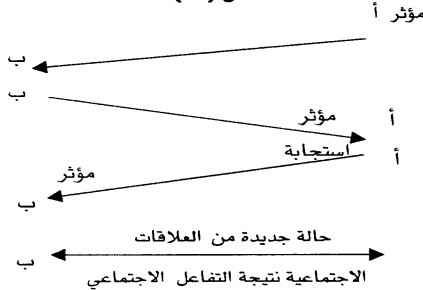 مؤثر أ
ب
ب
مؤثر
أ
استجابة
أ
مؤثر
ب
حالة جديدة من العلاقات
ب
الاجتماعية نتيجة التفاعل الاجتماعي